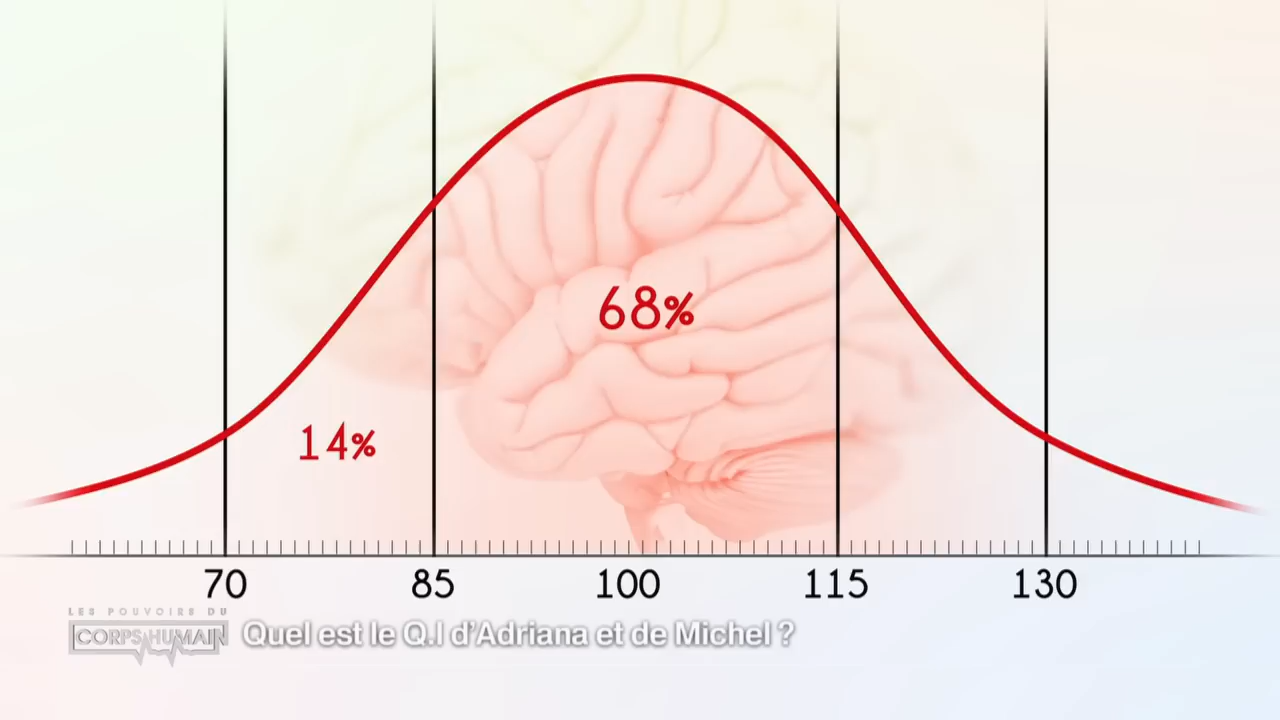 68%
14%
70 85 100 115 130
LES POUVOIRS DU
CORPS HUMAIN
Quel est le Q.I d'Adriana et de Michel ?